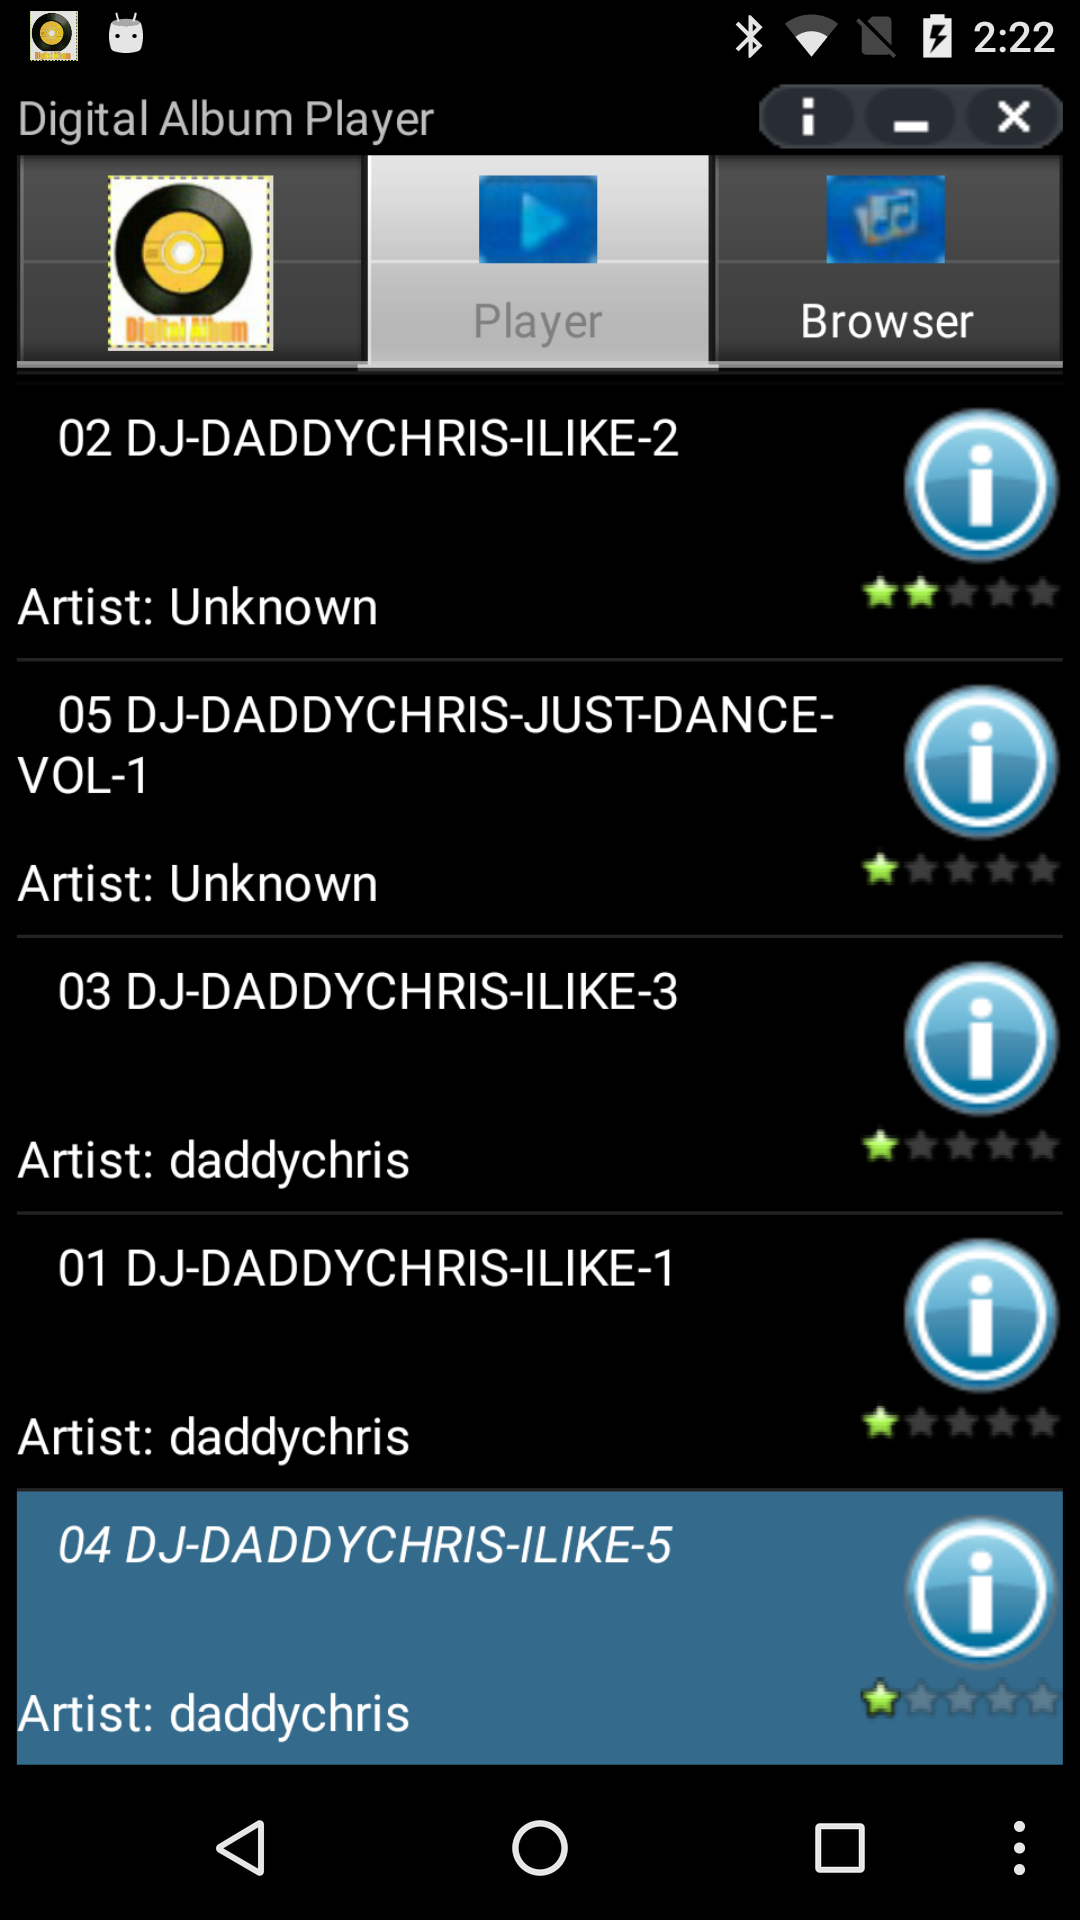 2:22
Digital Album Player
Digital Album
Player
Browser
02 DJ-DADDYCHRIS-ILIKE-2
Artist: Unknown
05 DJ-DADDYCHRIS-JUST-DANCE-
VOL-1
Artist: Unknown
03 DJ-DADDYCHRIS-ILIKE-3
Artist: daddychris
01 DJ-DADDYCHRIS-ILIKE-1
Artist: daddychris
04 DJ-DADDYCHRIS-ILIKE-5
Artist: daddychris